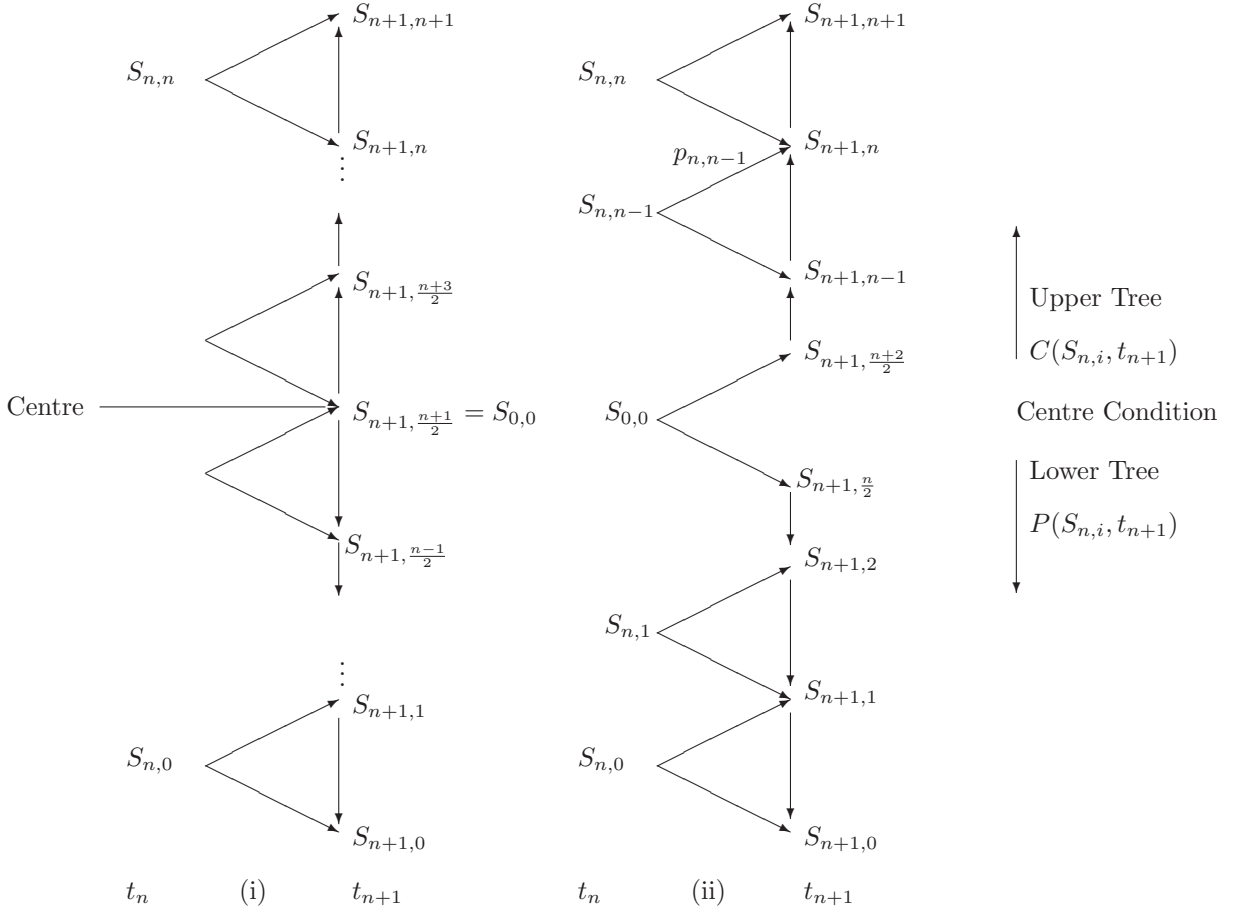 S_{n+1,n+1}
S_{n,n}
S_{n+1,n}
⋮
S_{n+1,\frac{n+3}{2}}
Centre
S_{n+1,\frac{n+1}{2}} = S_{0,0}
S_{n+1,\frac{n-1}{2}}
⋮
S_{n+1,1}
S_{n,0}
S_{n+1,0}
t_n (i) t_{n+1}
S_{n+1,n+1}
S_{n,n}
S_{n+1,n}
p_{n,n-1}
S_{n,n-1}
S_{n+1,n-1}
S_{n+1,\frac{n+2}{2}}
S_{0,0}
S_{n+1,\frac{n}{2}}
S_{n+1,2}
S_{n,1}
S_{n+1,1}
S_{n,0}
S_{n+1,0}
t_n (ii) t_{n+1}
Upper Tree
C(S_{n,i}, t_{n+1})
Centre Condition
Lower Tree
P(S_{n,i}, t_{n+1})